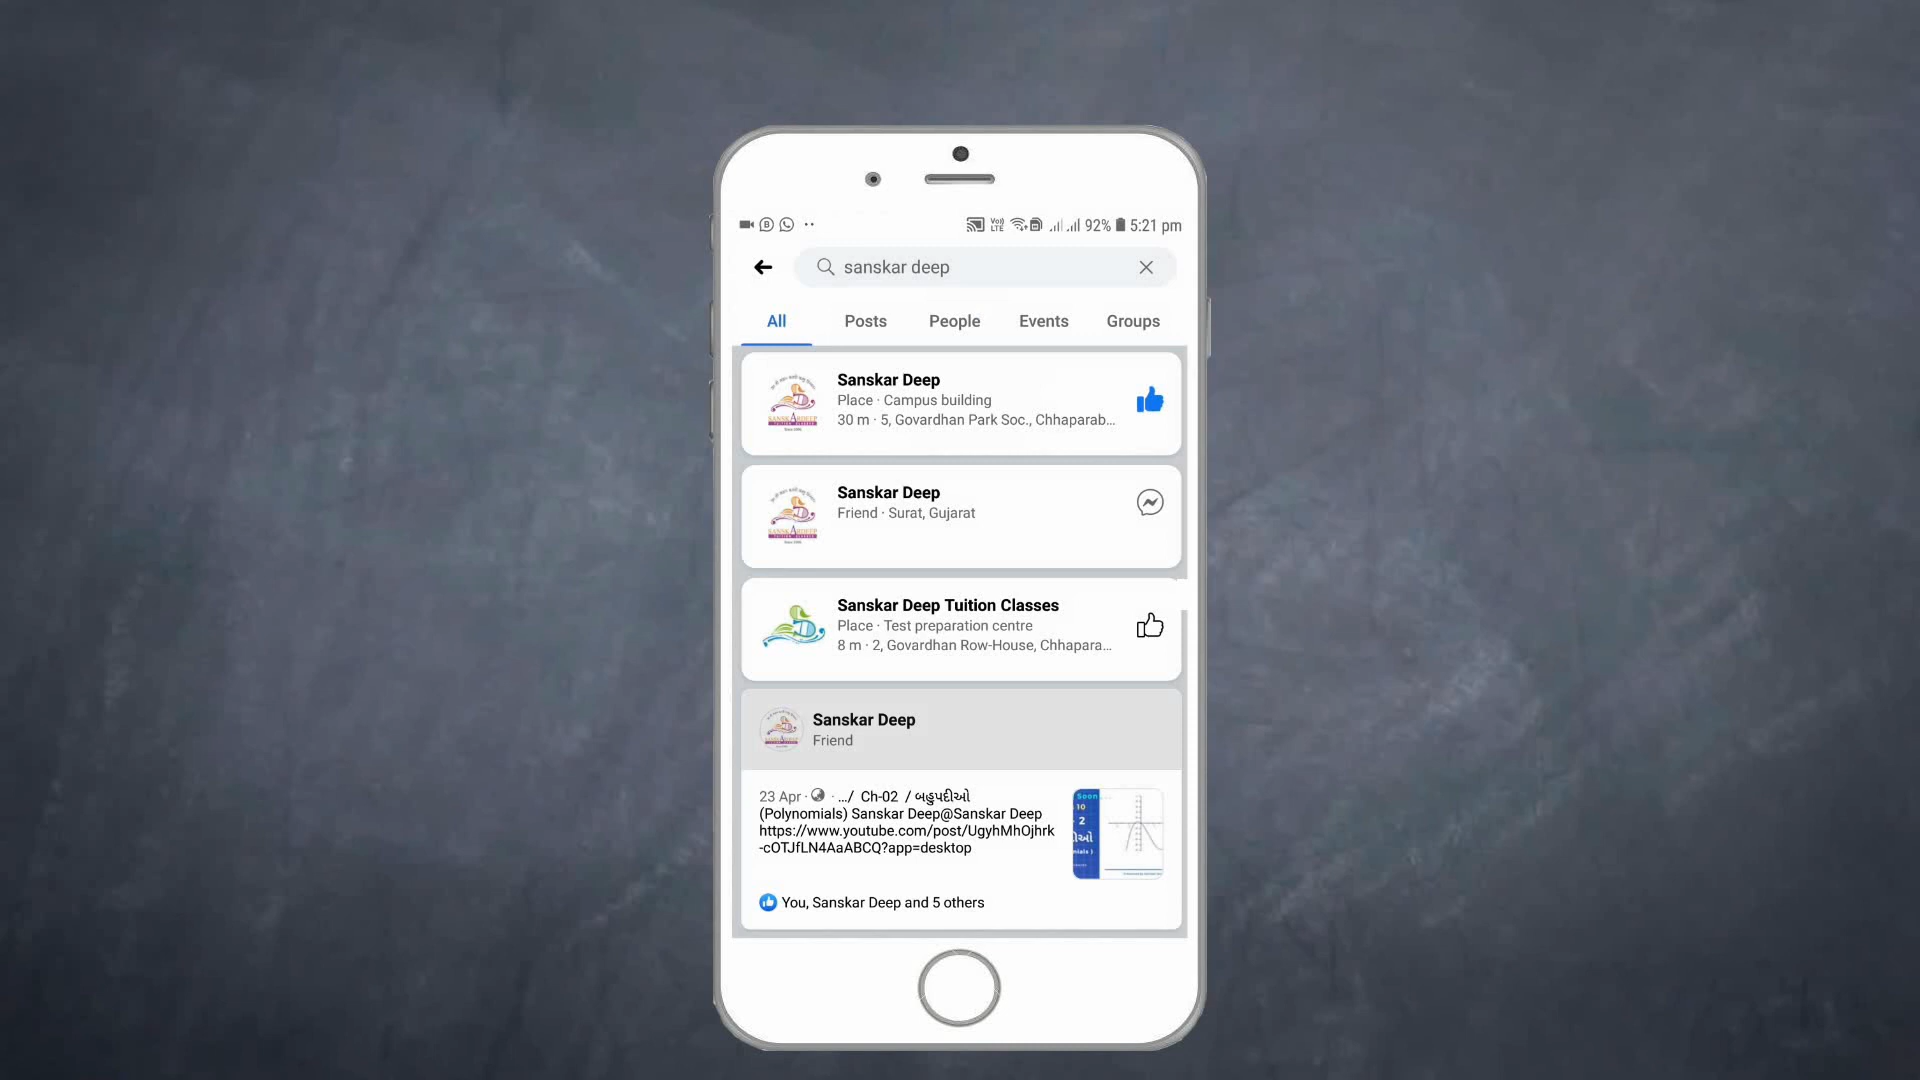 92% 5:21 pm
sanskar deep
All Posts People Events Groups
Sanskar Deep
Place · Campus building
30 m · 5, Govardhan Park Soc., Chhaparab...
Sanskar Deep
Friend · Surat, Gujarat
Sanskar Deep Tuition Classes
Place · Test preparation centre
8 m · 2, Govardhan Row-House, Chhapara...
Sanskar Deep
Friend
23 Apr · · .../ Ch-02 / બહુપદીઓ
(Polynomials) Sanskar Deep@Sanskar Deep
https://www.youtube.com/post/UgyhMhOjhrk
-cOTJfLN4AaABCQ?app=desktop
Soon
10
2
You, Sanskar Deep and 5 others